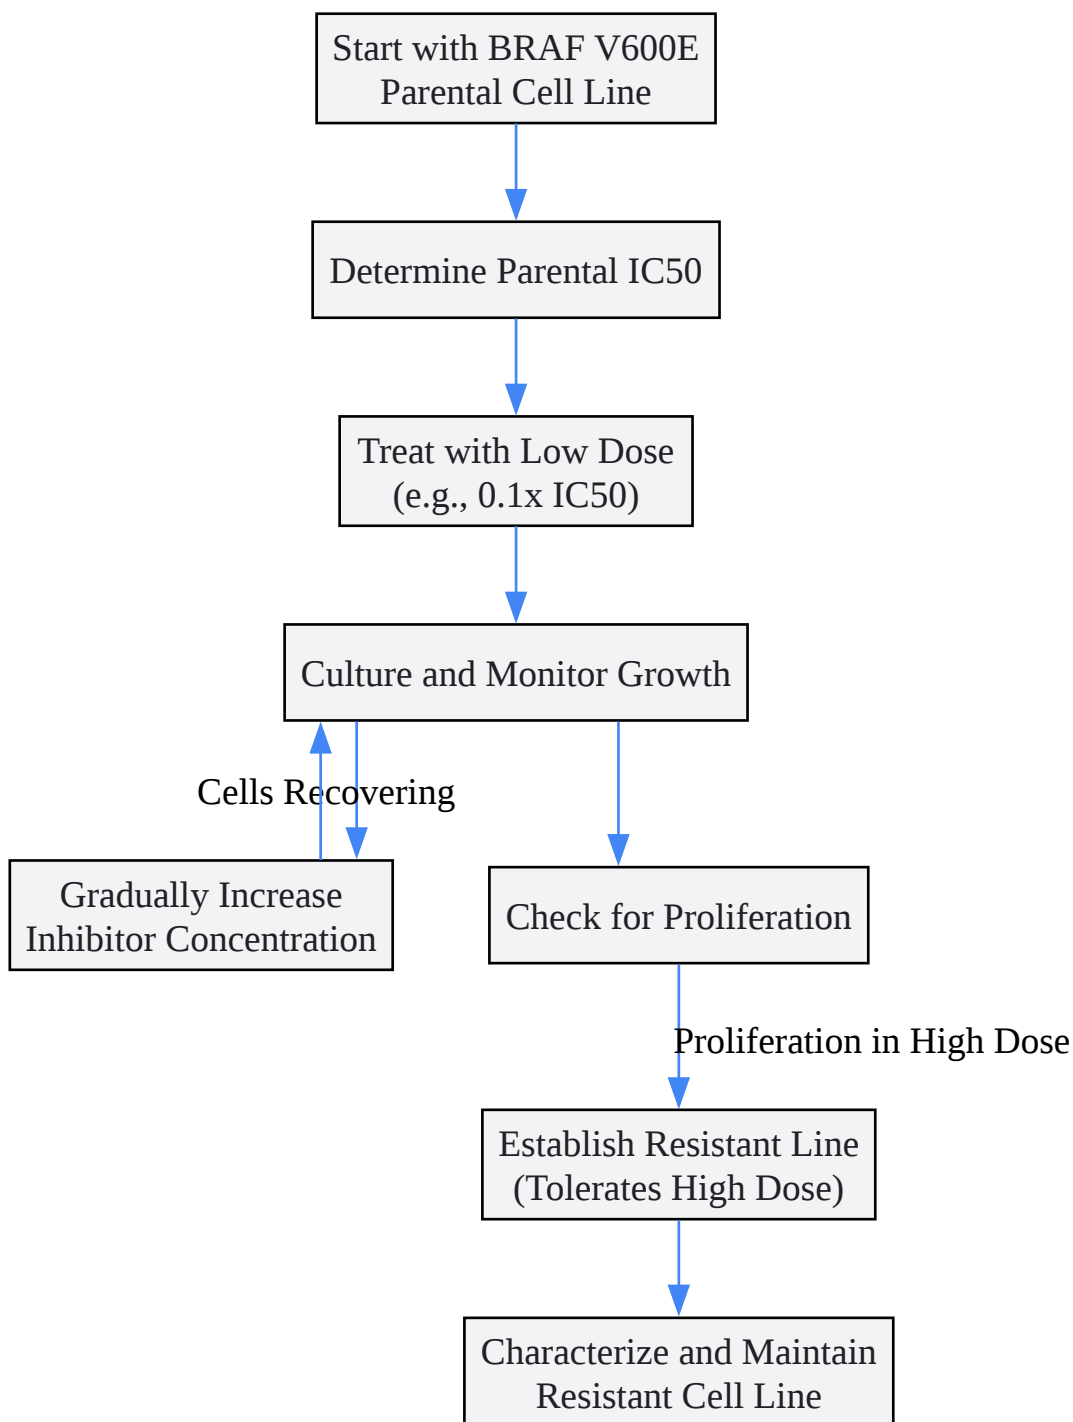 Start with BRAF V600E
Parental Cell Line
Determine Parental IC50
Treat with Low Dose
(e.g., 0.1x IC50)
Culture and Monitor Growth
Cells Recovering
Gradually Increase
Inhibitor Concentration
Check for Proliferation
Proliferation in High Dose
Establish Resistant Line
(Tolerates High Dose)
Characterize and Maintain
Resistant Cell Line